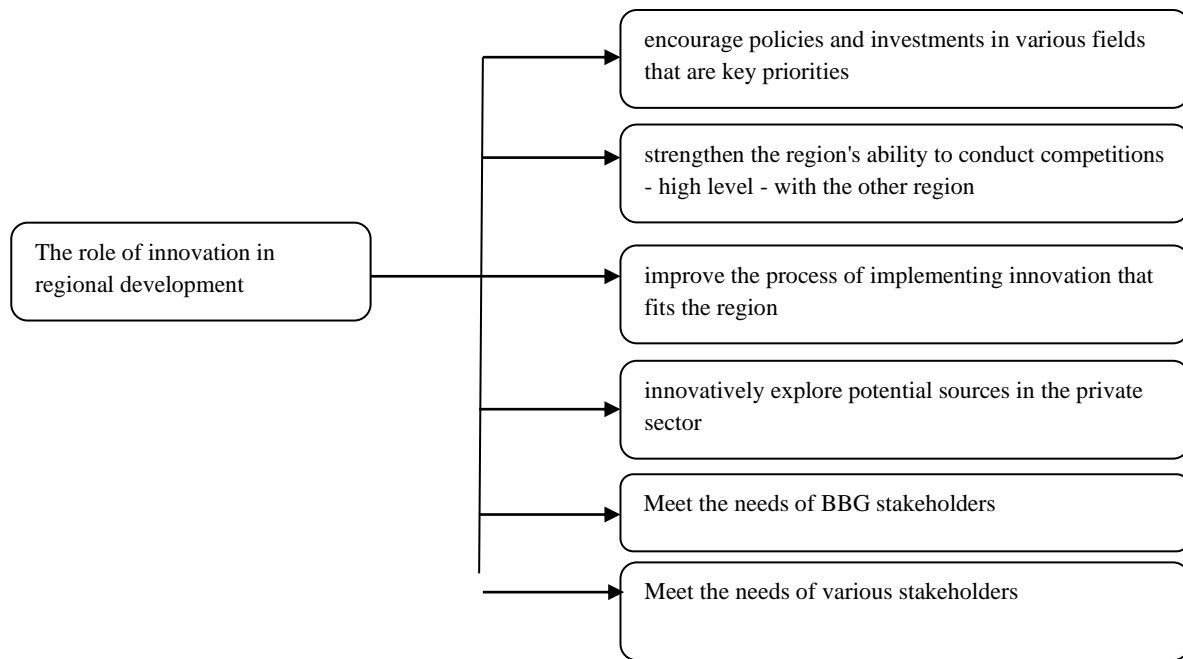 The role of innovation in
regional development
encourage policies and investments in various fields
that are key priorities
strengthen the region's ability to conduct competitions
- high level - with the other region
improve the process of implementing innovation that
fits the region
innovatively explore potential sources in the private
sector
Meet the needs of BBG stakeholders
Meet the needs of various stakeholders